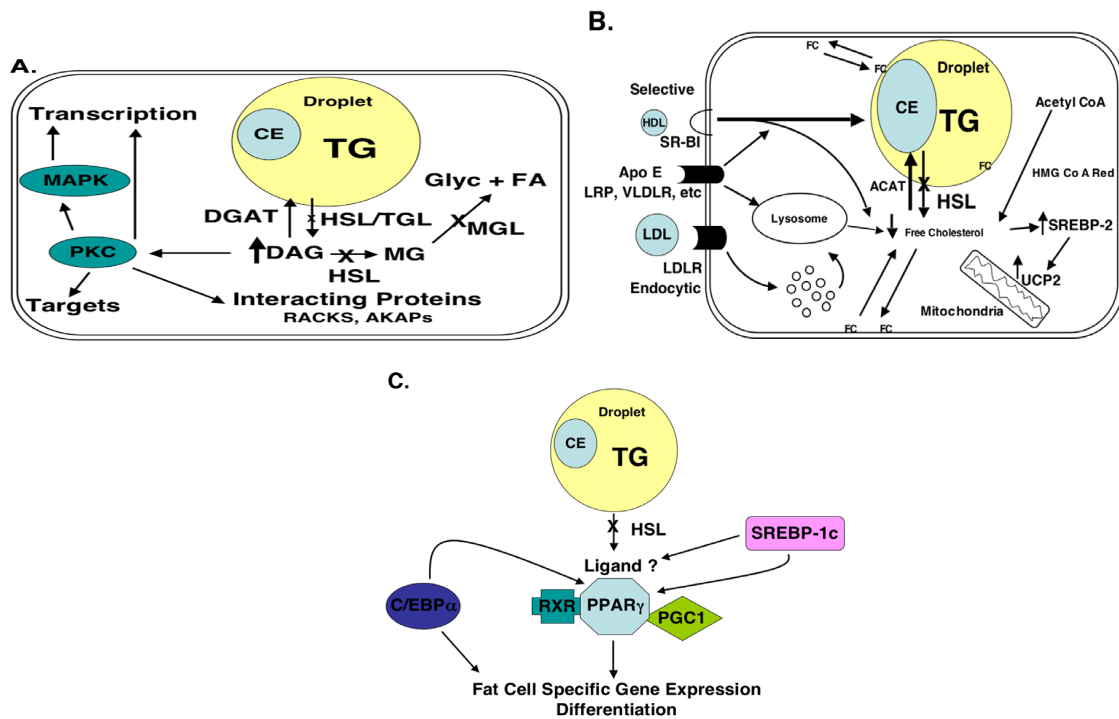 A.
Transcription
MAPK
PKC
Targets
Droplet
CE
TG
DGAT
x HSL/TGL
DAG
X
MG
HSL
Glyc + FA
X MGL
Interacting Proteins
RACKS, AKAPs
B.
FC
FC
Droplet
CE
TG
FC
Selective
HDL
SR-BI
Apo E
LRP, VLDLR, etc
LDL
LDLR
Endocytic
Lysosome
ACAT
X
HSL
Free Cholesterol
Acetyl CoA
HMG Co A Red
SREBP-2
UCP2
Mitochondria
FC
FC
C.
Droplet
CE
TG
X
HSL
Ligand ?
SREBP-1c
C/EBPα
RXR
PPARγ
PGC1
Fat Cell Specific Gene Expression
Differentiation